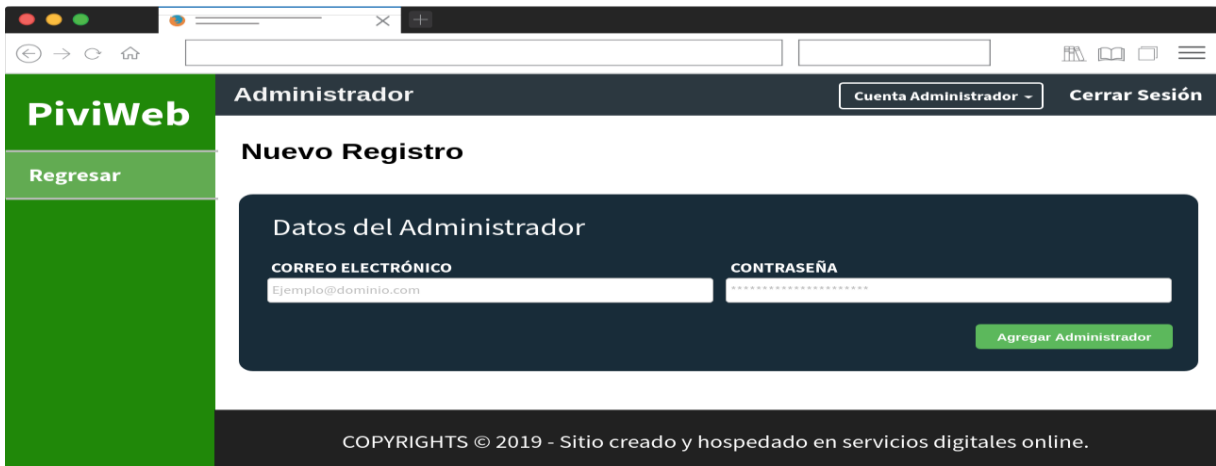 PiviWeb
Administrador
Cuenta Administrador
Cerrar Sesión
Regresar
Nuevo Registro
Datos del Administrador
CORREO ELECTRÓNICO
CONTRASEÑA
Ejemplo@dominio.com
**********************
Agregar Administrador
COPYRIGHTS © 2019 - Sitio creado y hospedado en servicios digitales online.